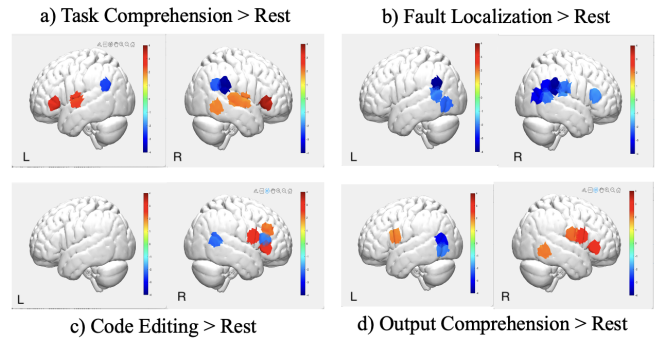 a) Task Comprehension > Rest
b) Fault Localization > Rest
L
R
L
R
L
R
L
R
c) Code Editing > Rest
d) Output Comprehension > Rest